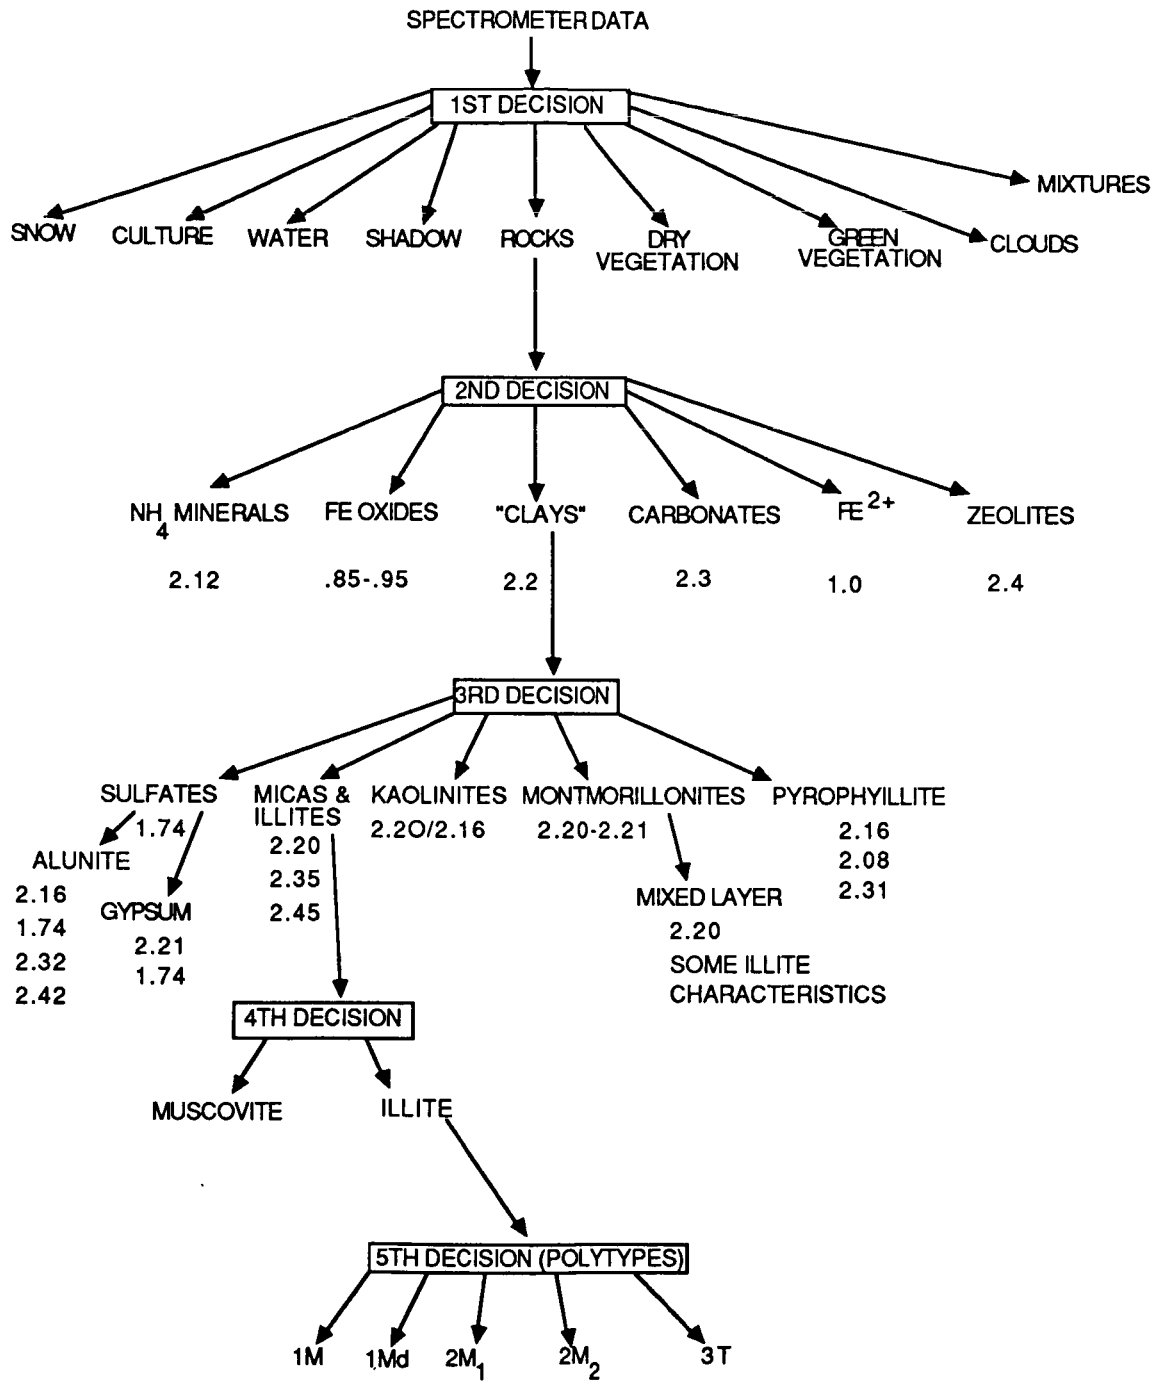 SPECTROMETER DATA
1ST DECISION
MIXTURES
SNOW
CULTURE
WATER
SHADOW
ROCKS
DRY
VEGETATION
GREEN
VEGETATION
CLOUDS
2ND DECISION
NH4 MINERALS
FE OXIDES
"CLAYS"
CARBONATES
FE 2+
ZEOLITES
2.12
.85-.95
2.2
2.3
1.0
2.4
3RD DECISION
SULFATES
1.74
ALUNITE
2.16
1.74
2.32
2.42
GYPSUM
2.21
1.74
MICAS &
ILLITES
2.20
2.35
2.45
KAOLINITES
2.20/2.16
MONTMORILLONITES
2.20-2.21
MIXED LAYER
2.20
SOME ILLITE
CHARACTERISTICS
PYROPHYILLITE
2.16
2.08
2.31
4TH DECISION
MUSCOVITE
ILLITE
5TH DECISION (POLYTYPES)
1M
1Md
2M1
2M2
3T